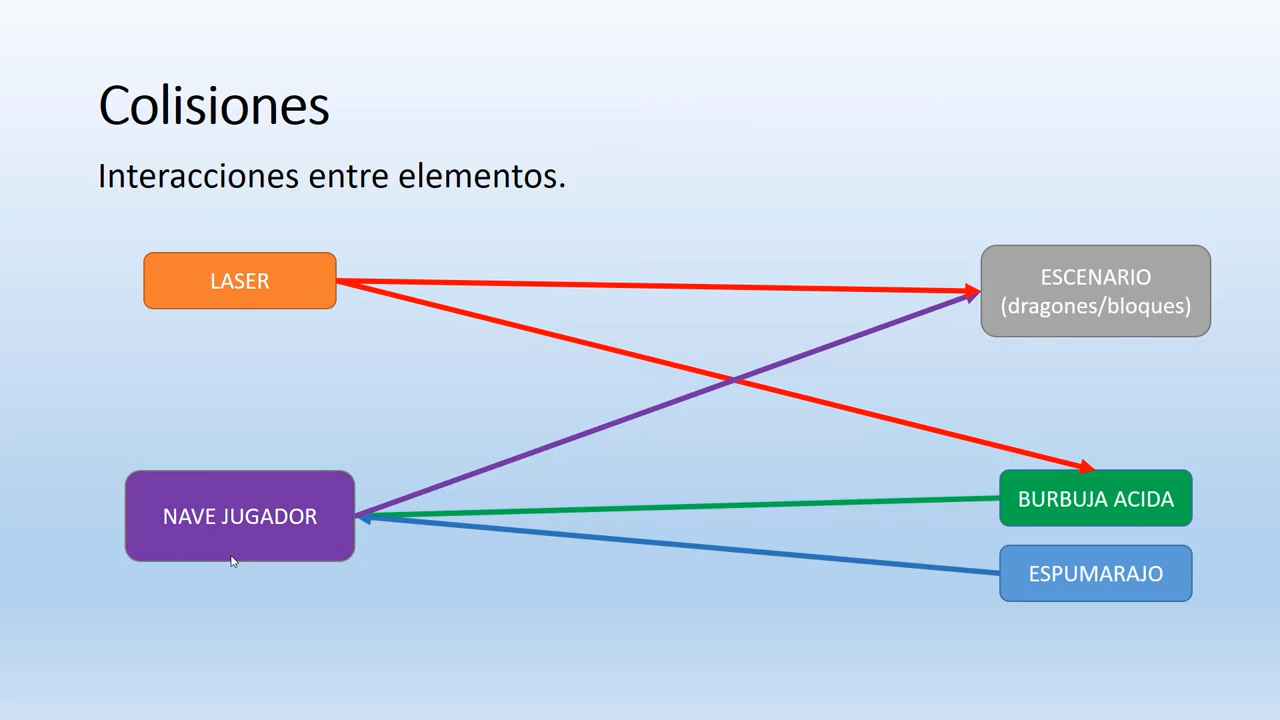 Colisiones
Interacciones entre elementos.
LASER
ESCENARIO
(dragones/bloques)
NAVE JUGADOR
BURBUJA ACIDA
ESPUMARAJO